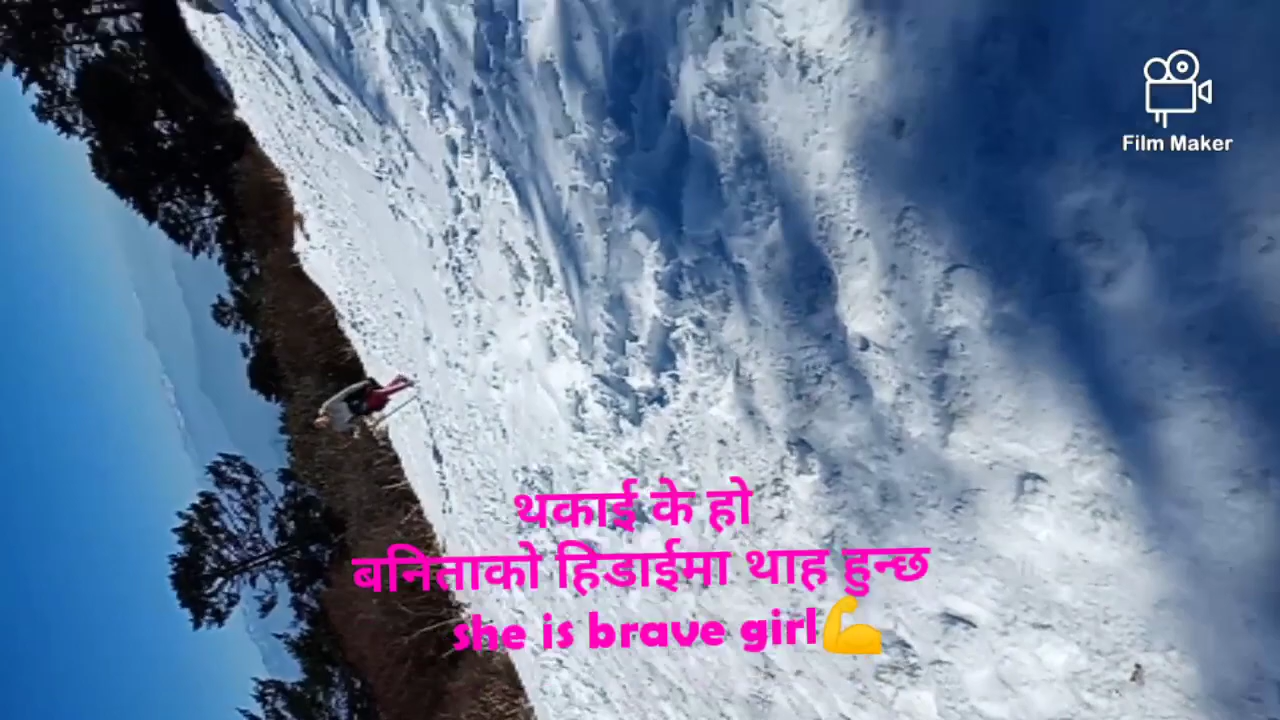 Film Maker
थकाई के हो
बनिताको हिडाईमा थाह हुन्छ
she is brave girl💪